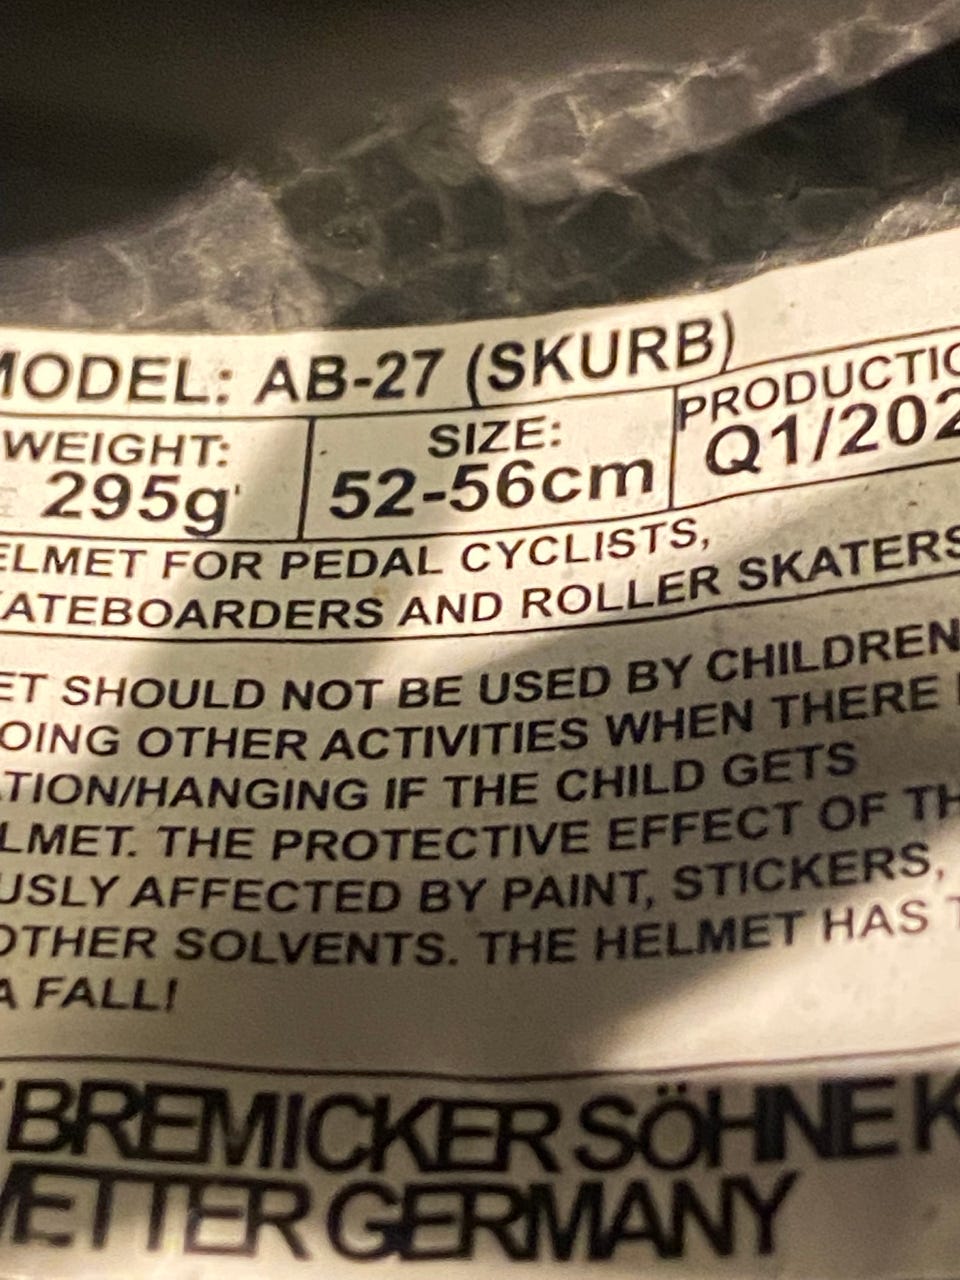 MODEL: AB-27 (SKURB)
WEIGHT: SIZE: PRODUCTIO
295g 52-56cm Q1/202
ELMET FOR PEDAL CYCLISTS,
ATEBOARDERS AND ROLLER SKATERS
ET SHOULD NOT BE USED BY CHILDREN
OING OTHER ACTIVITIES WHEN THERE
TION/HANGING IF THE CHILD GETS
LMET. THE PROTECTIVE EFFECT OF TH
USLY AFFECTED BY PAINT, STICKERS,
OTHER SOLVENTS. THE HELMET HAS T
A FALL!
BREMICKER SÖHNE K
ETTER GERMANY